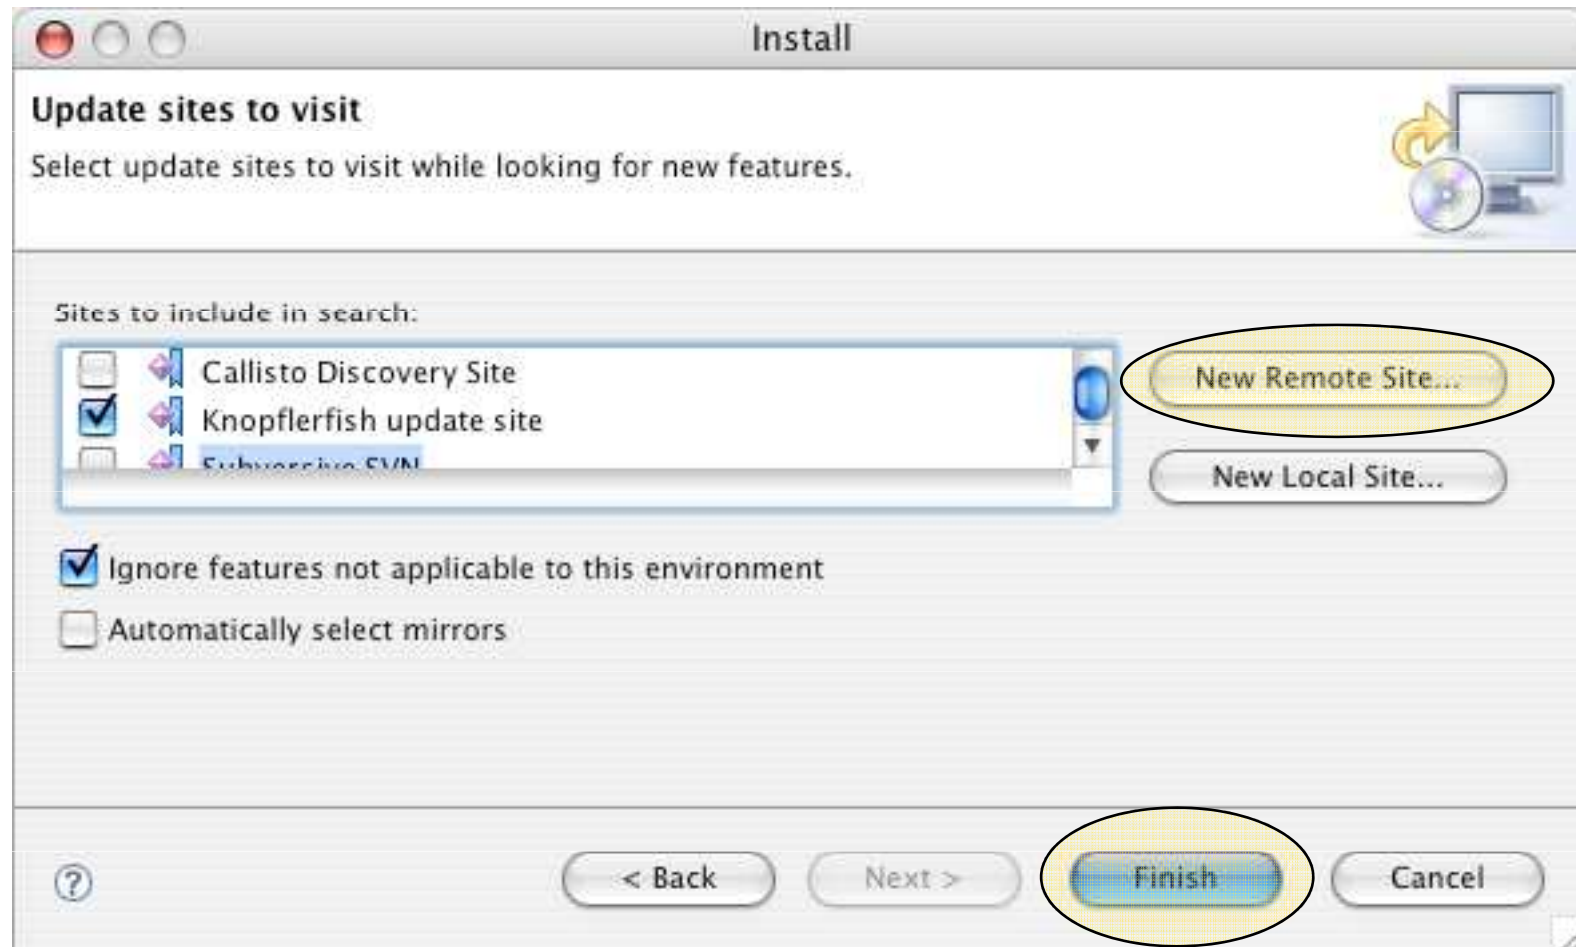 Install
Update sites to visit
Select update sites to visit while looking for new features.
Sites to include in search:
Callisto Discovery Site
Knopflerfish update site
Subversive SVN
New Remote Site...
New Local Site...
Ignore features not applicable to this environment
Automatically select mirrors
?
< Back
Next >
Finish
Cancel